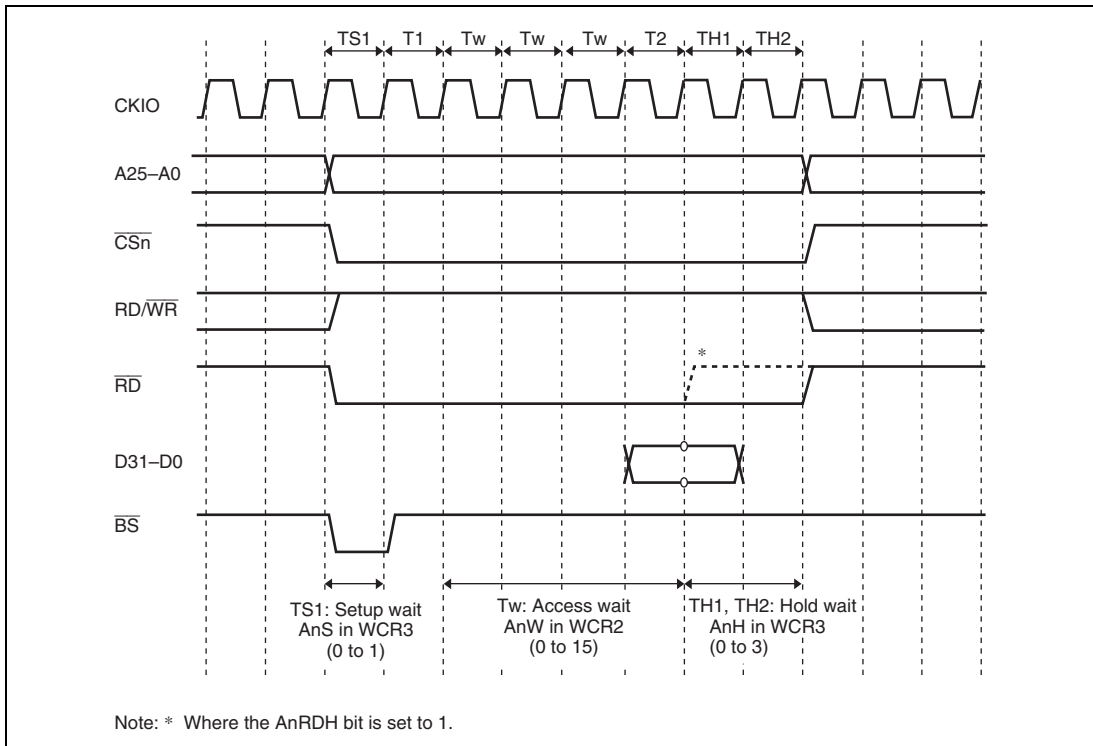 TS1 T1 Tw Tw Tw T2 TH1 TH2
CKIO
A25–A0
CSn
RD/WR
*
RD
D31–D0
BS
TS1: Setup wait
AnS in WCR3
(0 to 1)
Tw: Access wait
AnW in WCR2
(0 to 15)
TH1, TH2: Hold wait
AnH in WCR3
(0 to 3)
Note: * Where the AnRDH bit is set to 1.